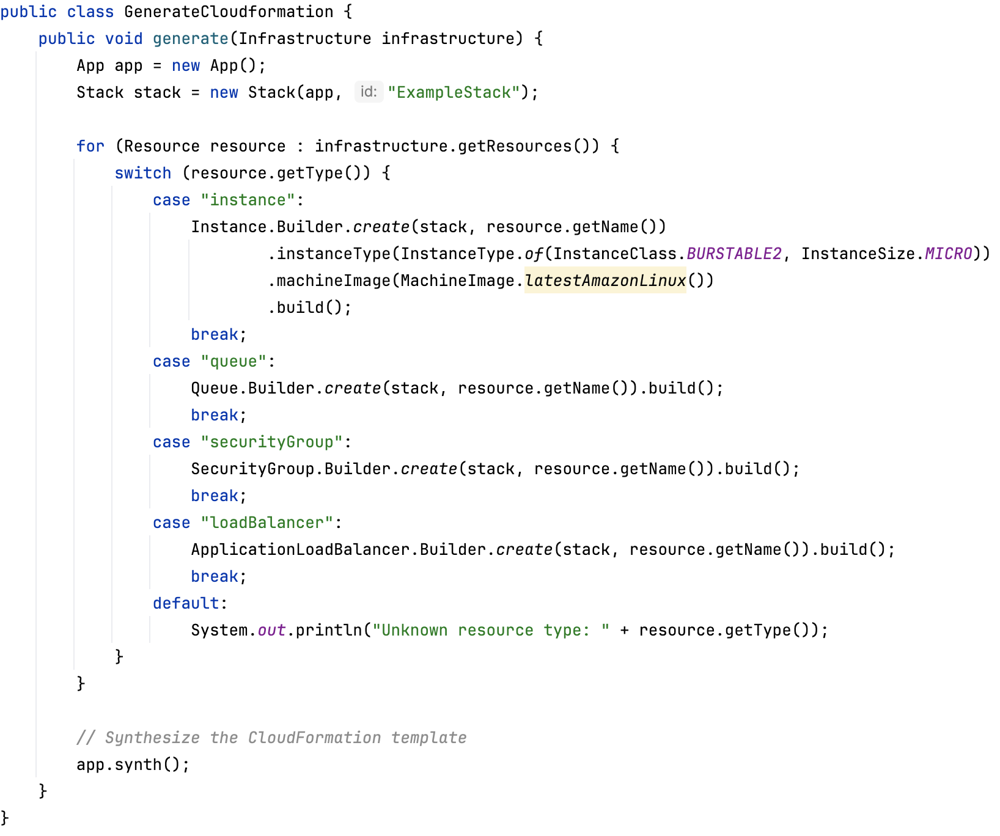 public class GenerateCloudformation {
    public void generate(Infrastructure infrastructure) {
        App app = new App();
        Stack stack = new Stack(app, id: "ExampleStack");

        for (Resource resource : infrastructure.getResources()) {
            switch (resource.getType()) {
                case "instance":
                    Instance.Builder.create(stack, resource.getName())
                            .instanceType(InstanceType.of(InstanceClass.BURSTABLE2, InstanceSize.MICRO))
                            .machineImage(MachineImage.latestAmazonLinux())
                            .build();
                    break;
                case "queue":
                    Queue.Builder.create(stack, resource.getName()).build();
                    break;
                case "securityGroup":
                    SecurityGroup.Builder.create(stack, resource.getName()).build();
                    break;
                case "loadBalancer":
                    ApplicationLoadBalancer.Builder.create(stack, resource.getName()).build();
                    break;
                default:
                    System.out.println("Unknown resource type: " + resource.getType());
            }
        }

        // Synthesize the CloudFormation template
        app.synth();
    }
}